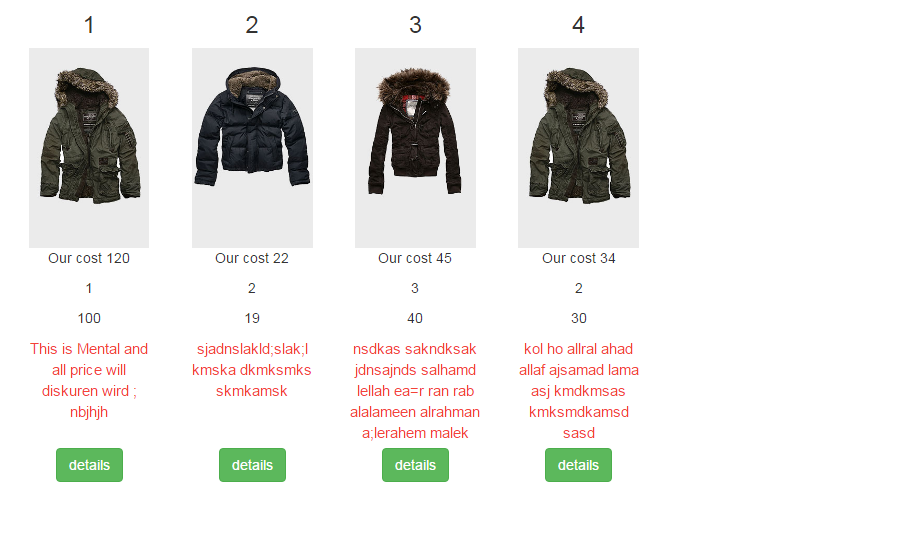 1
Our cost 120
1
100
This is Mental and
all price will
diskuren wird ;
nbjhjh
details
2
Our cost 22
2
19
sjadnslakld;slak;l
kmska dkmksmks
skmkamsk
details
3
Our cost 45
3
40
nsdkas sakndksak
jdnsajnds salhamd
lellah ea=r ran rab
alalameen alrahman
a;lerahem malek
details
4
Our cost 34
2
30
kol ho allral ahad
allaf ajsamad lama
asj kmdkmsas
kmksmdkamsd
sasd
details